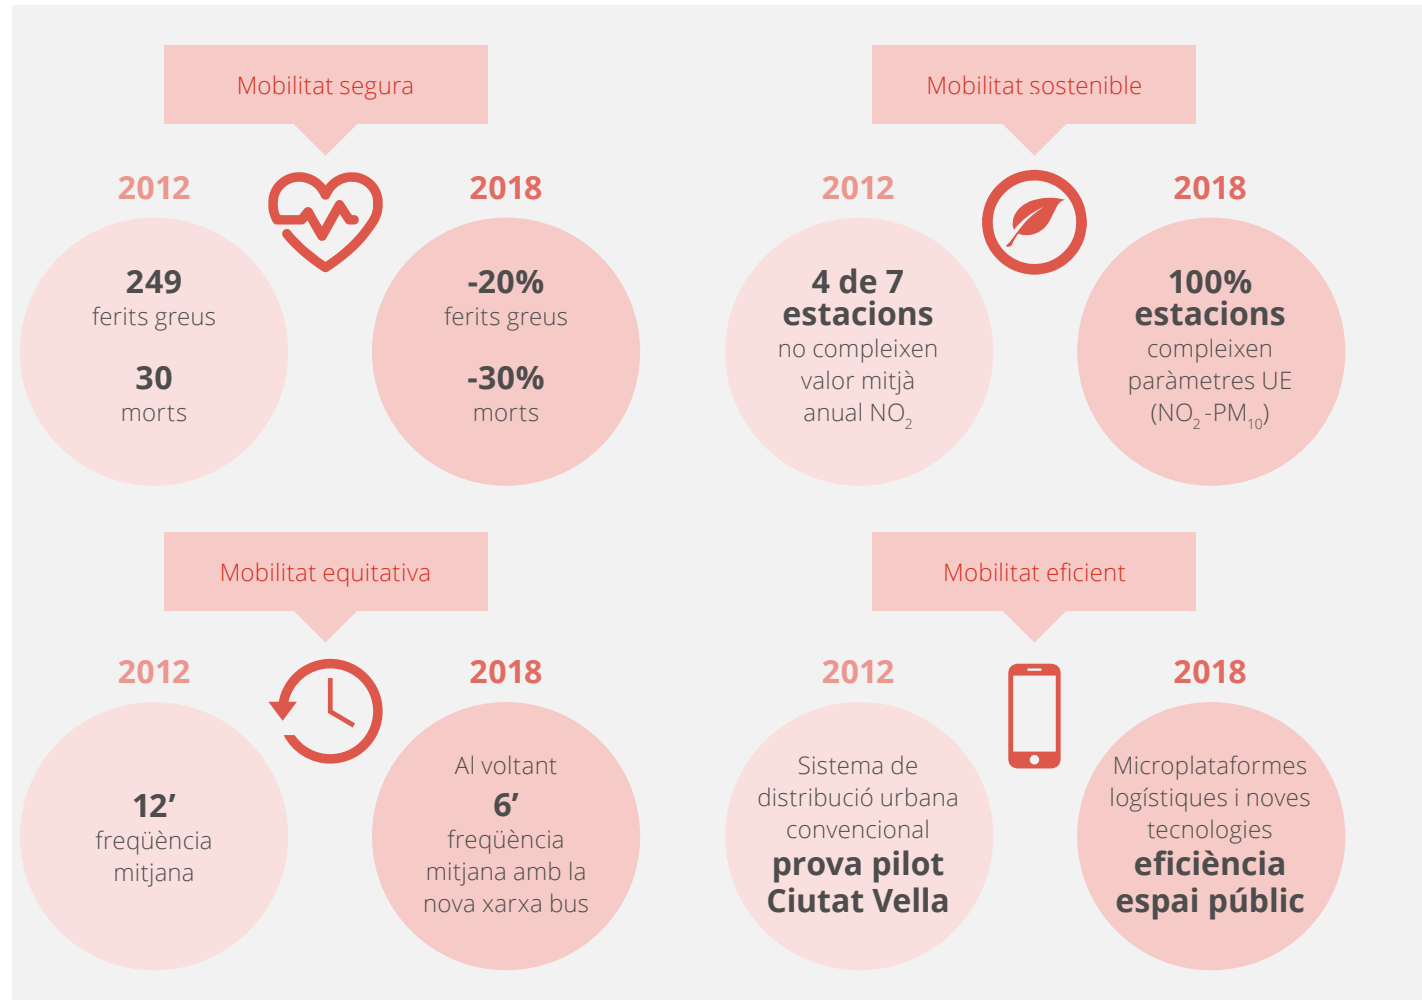 Mobilitat segura
2012
249
ferits greus
30
morts
2018
-20%
ferits greus
-30%
morts
Mobilitat sostenible
2012
4 de 7
estacions
no compleixen
valor mitjà
anual NO₂
2018
100%
estacions
compleixen
paràmetres UE
(NO₂ -PM₁₀)
Mobilitat equitativa
2012
12’
freqüència
mitjana
2018
Al voltant
6’
freqüència
mitjana amb la
nova xarxa bus
Mobilitat eficient
2012
Sistema de
distribució urbana
convencional
prova pilot
Ciutat Vella
2018
Microplataformes
logístiques i noves
tecnologies
eficiència
espai públic